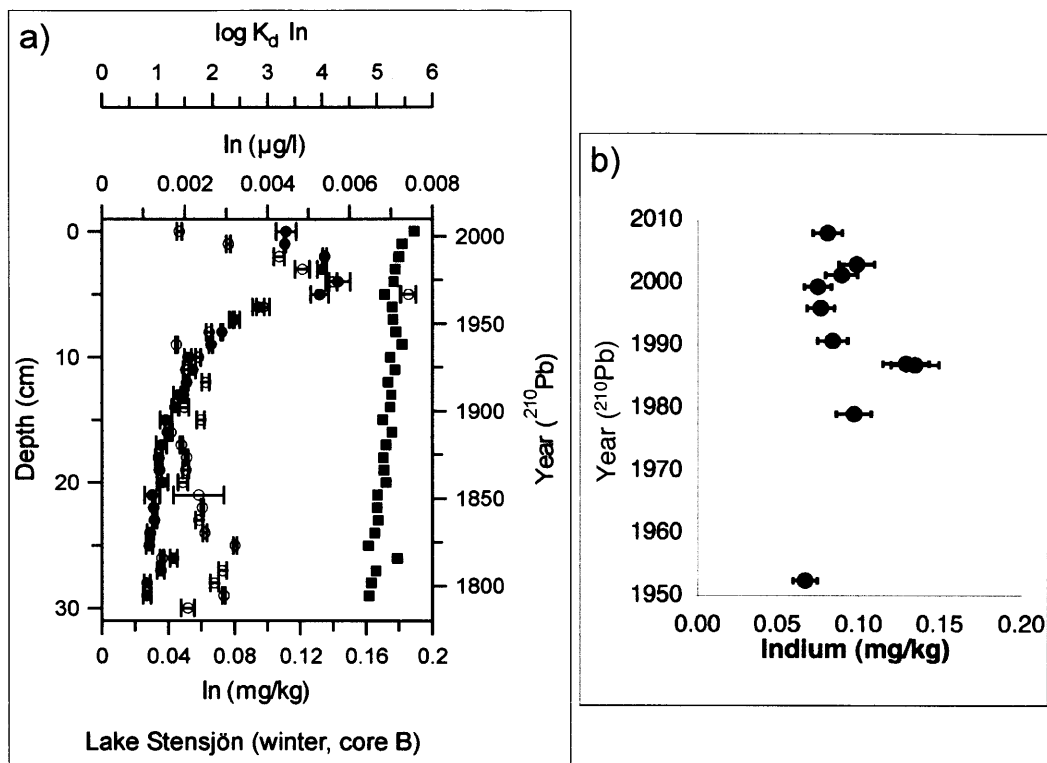 a)
log K_d In
0 1 2 3 4 5 6
In (µg/l)
0 0.002 0.004 0.006 0.008
Depth (cm)
0
10
20
30
2000
1950
1900
1850
1800
Year (²¹⁰Pb)
0 0.04 0.08 0.12 0.16 0.2
In (mg/kg)
Lake Stensjön (winter, core B)
b)
Year (²¹⁰Pb)
2010
2000
1990
1980
1970
1960
1950
0.00 0.05 0.10 0.15 0.20
Indium (mg/kg)